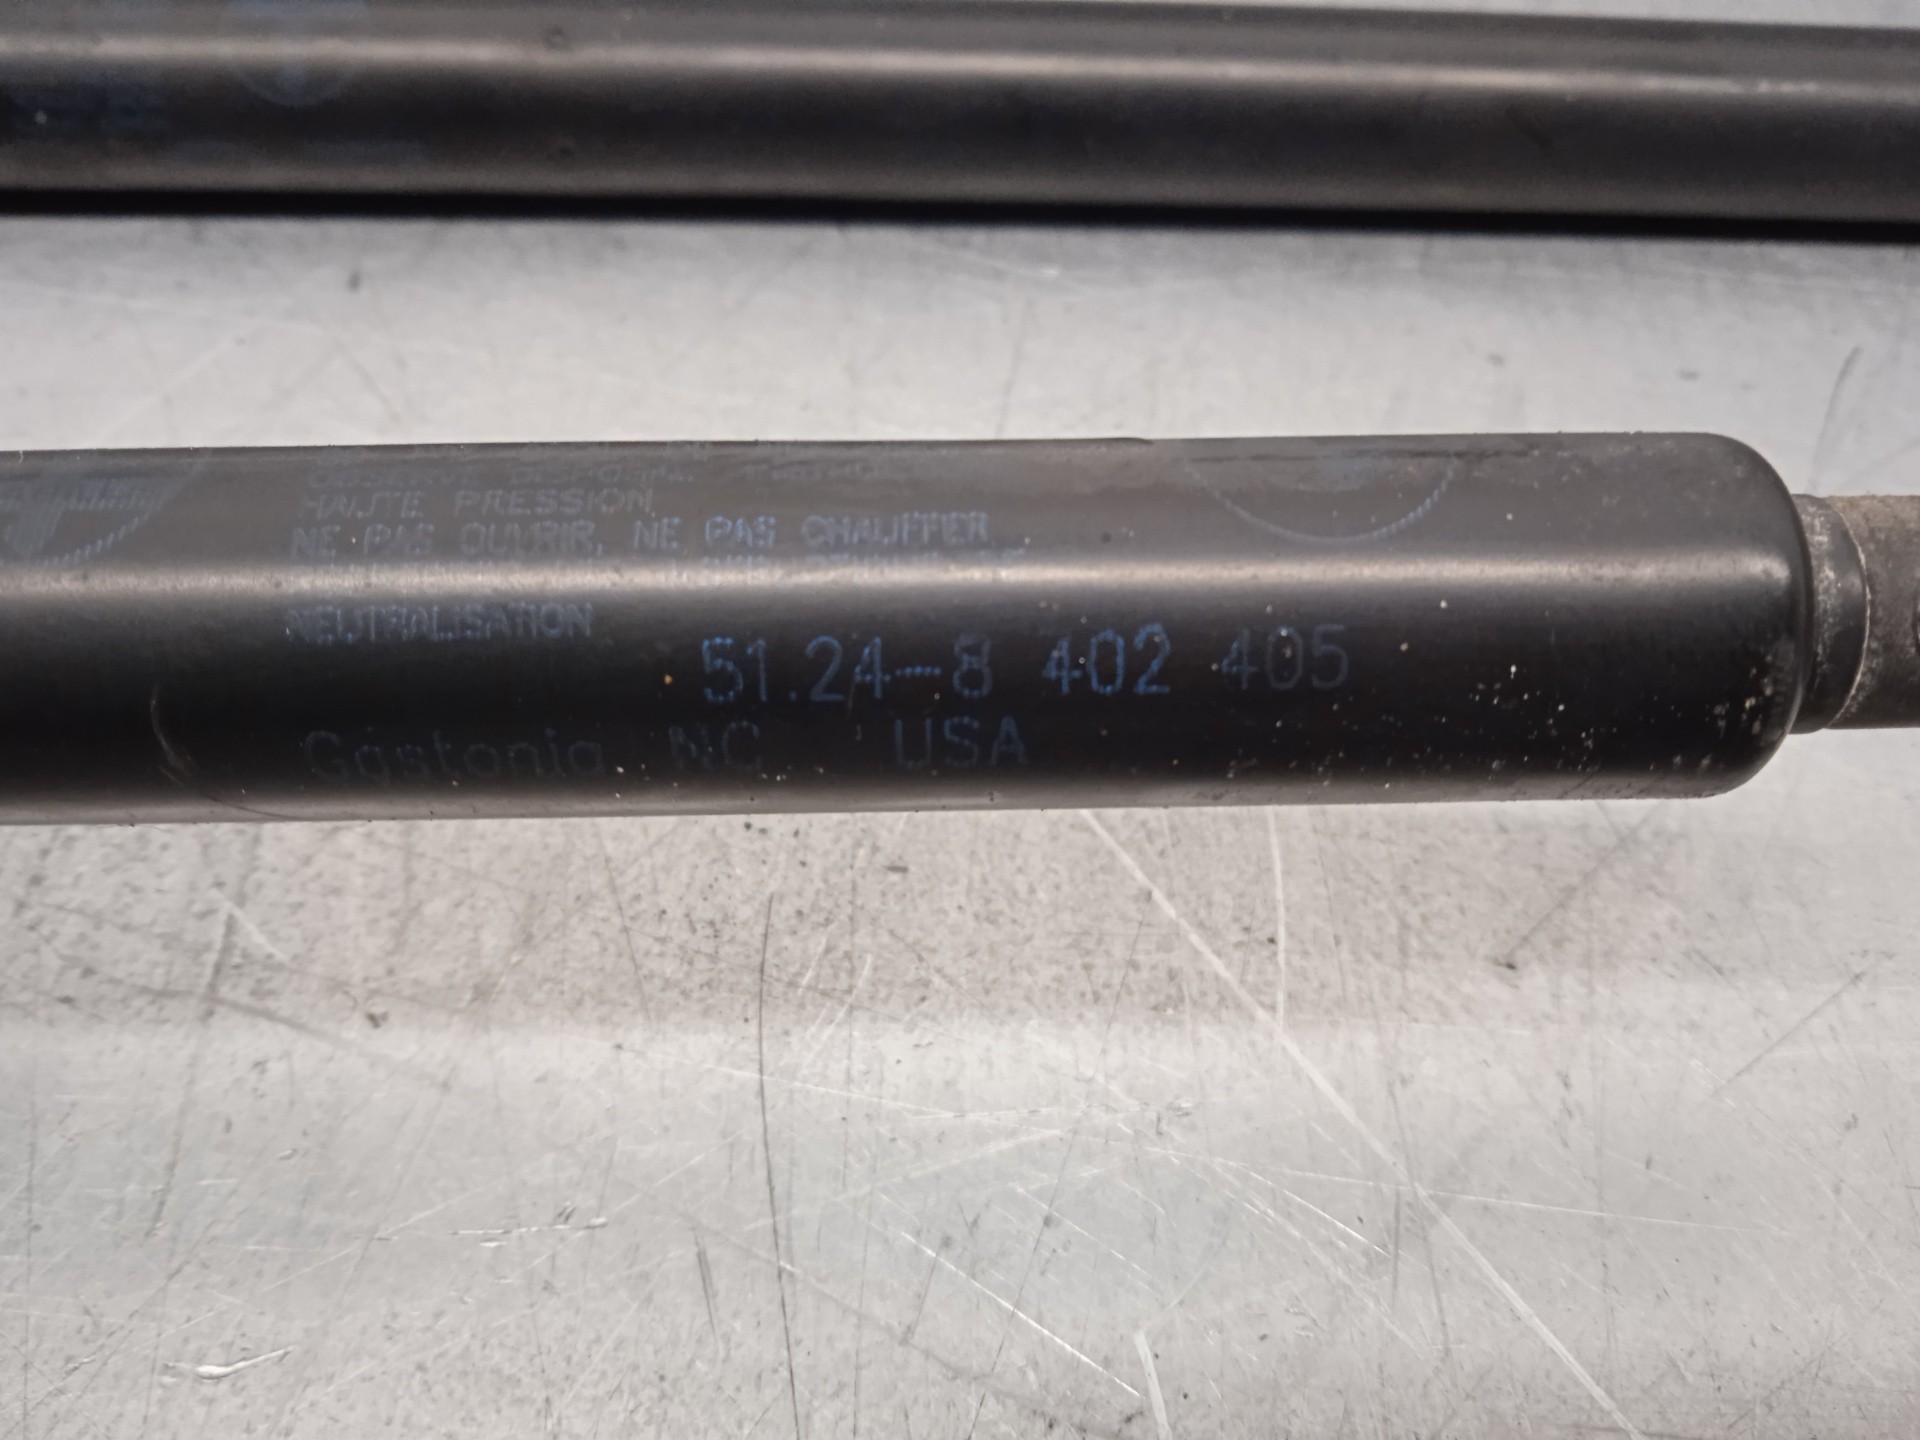 HAUTE PRESSION,
NE PAS OUVRIR, NE PAS CHAUFFER
NEUTRALISATION
51.24-8 402 405
Gastonia, NC USA